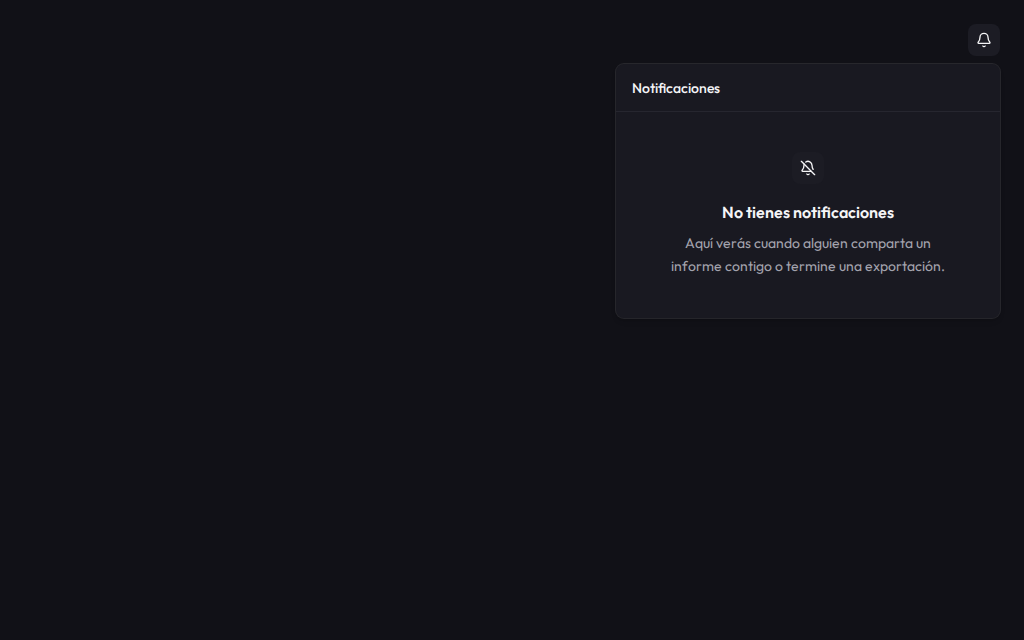 Notificaciones
No tienes notificaciones
Aquí verás cuando alguien comparta un
informe contigo o termine una exportación.